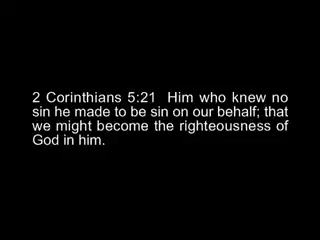 2 Corinthians 5:21  Him who knew no
sin he made to be sin on our behalf; that
we might become the righteousness of
God in him.